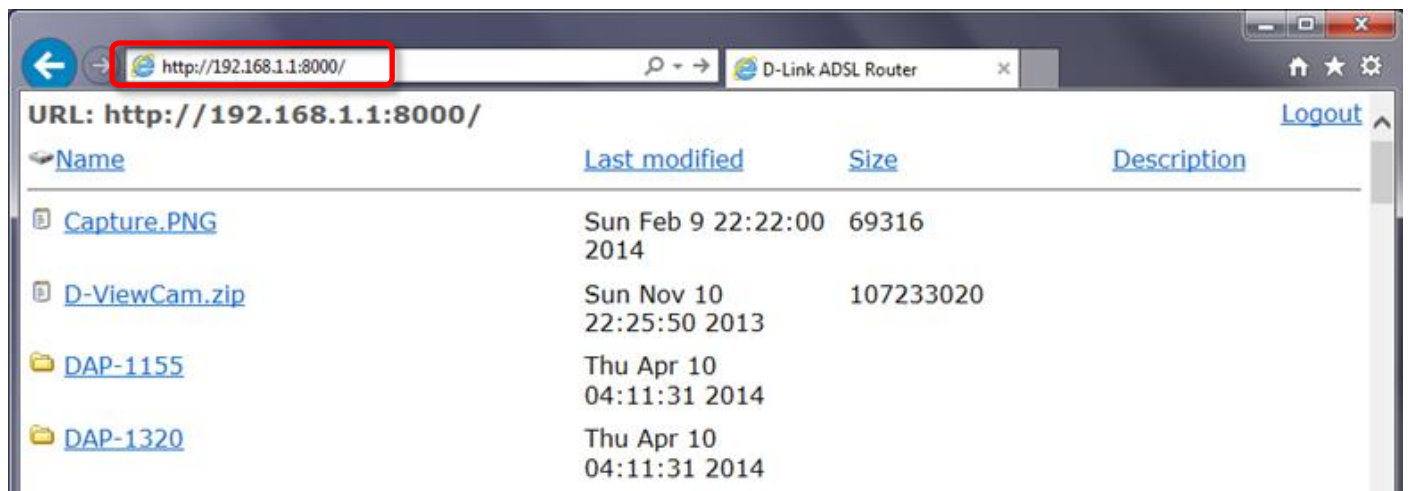 http://192.168.1.1:8000/ D-Link ADSL Router
URL: http://192.168.1.1:8000/ Logout
Name Last modified Size Description
Capture.PNG Sun Feb 9 22:22:00 69316
2014
D-ViewCam.zip Sun Nov 10 107233020
22:25:50 2013
DAP-1155 Thu Apr 10
04:11:31 2014
DAP-1320 Thu Apr 10
04:11:31 2014